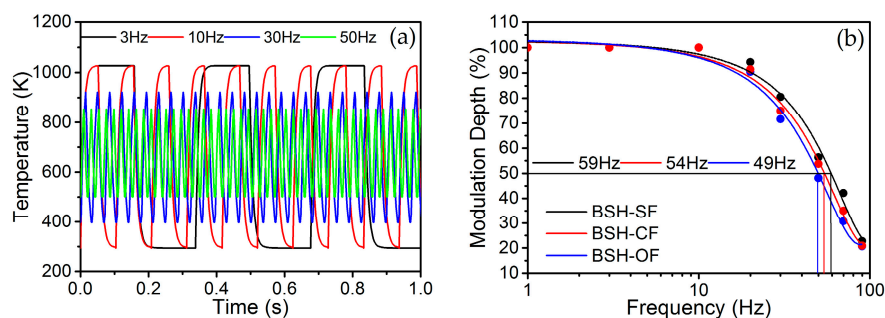 3Hz 10Hz 30Hz 50Hz (a)
Temperature (K)
1200
1000
800
600
400
200
0.0 0.2 0.4 0.6 0.8 1.0
Time (s)
(b)
Modulation Depth (%)
110
100
90
80
70
60
50
40
30
20
10
59Hz 54Hz 49Hz
BSH-SF
BSH-CF
BSH-OF
1 10 100
Frequency (Hz)